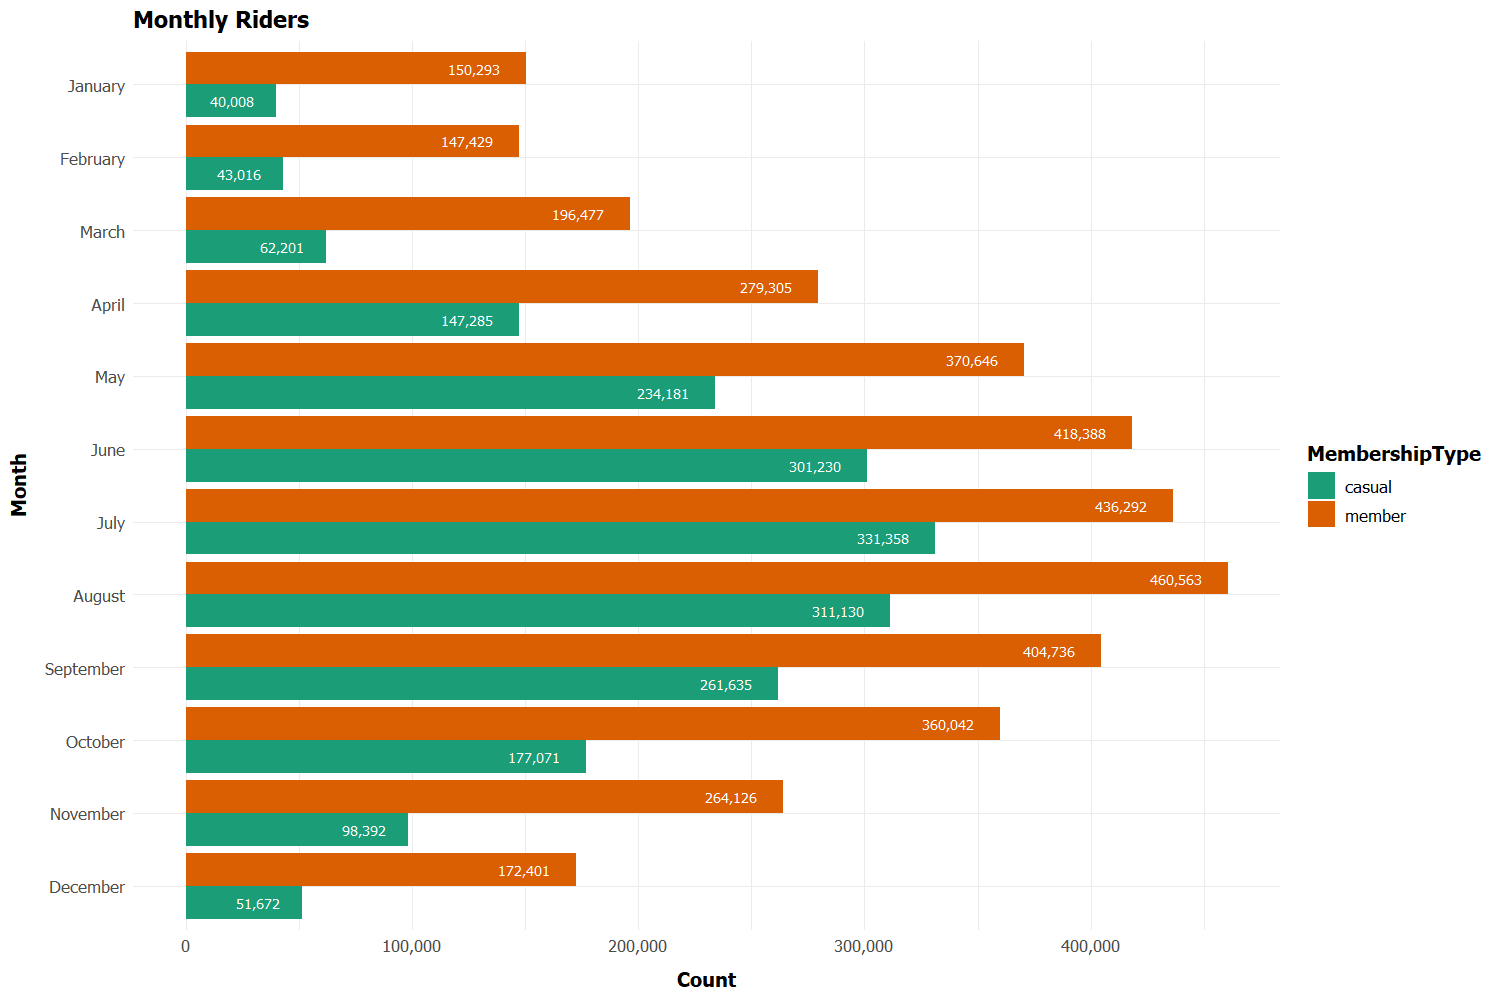 Monthly Riders
January
150,293
40,008
February
147,429
43,016
March
196,477
62,201
April
279,305
147,285
May
370,646
234,181
June
418,388
301,230
July
436,292
331,358
August
460,563
311,130
September
404,736
261,635
October
360,042
177,071
November
264,126
98,392
December
172,401
51,672
0 100,000 200,000 300,000 400,000
Count
Month
MembershipType
casual
member